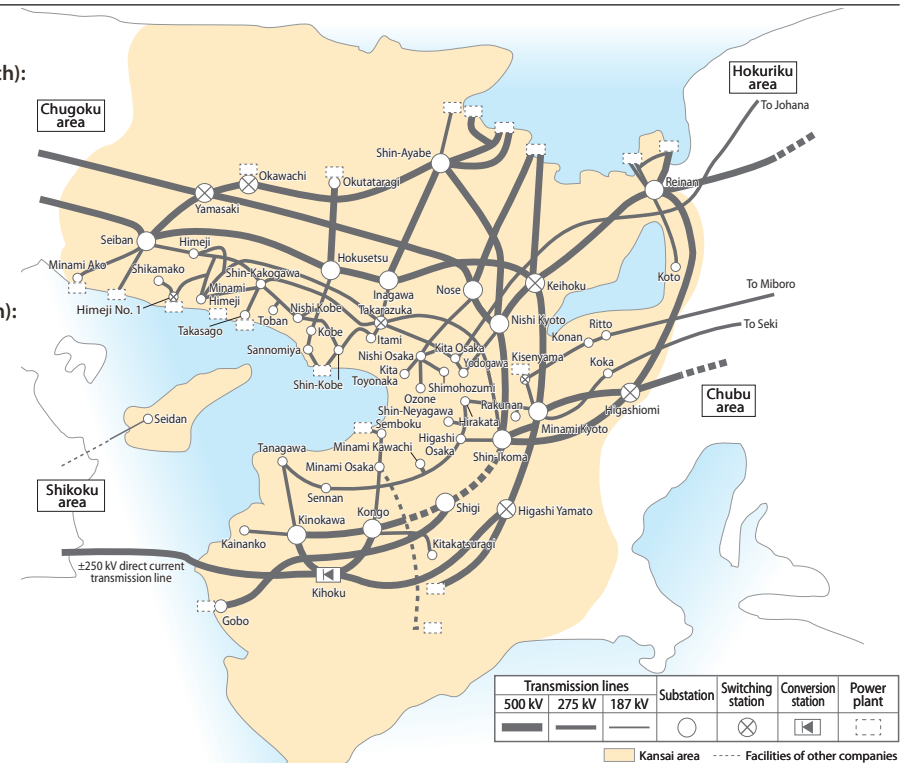 th):
Hokuriku
area
To Johana
Chugoku
area
Shin-Ayabe
Okawachi
Okutataragi
Reinan
Yamasaki
Seiban
Himeji
Hokusetsu
Minami Ako
Shikamako
Shin-Kakogawa
Inagawa
Nose
Keihoku
Koto
Minami
Himeji
To Miboro
h):
Himeji No. 1
Takasago
Toban
Nishi Kobe
Takarazuka
Nishi Kyoto
Ritto
To Seki
Kobe
Itami
Konan
Sannomiya
Nishi Osaka
Kita Osaka
Kisenyama
Koka
Shin-Kobe
Kita
Toyonaka
Yodogawa
Shimohozumi
Ozone
Rakunan
Higashiomi
Chubu
area
Shin-Neyagawa
Hirakata
Seidan
Semboku
Minami Kyoto
Tanagawa
Minami Kawachi
Higashi
Osaka
Shin-Ikoma
Minami Osaka
Shikoku
area
Sennan
Shigi
Higashi Yamato
Kinokawa
Kongo
Kainanko
Kitakatsuragi
±250 kV direct current
transmission line
Kihoku
Gobo
Transmission lines
500 kV
275 kV
187 kV
Substation
Switching
station
Conversion
station
Power
plant
Kansai area
Facilities of other companies